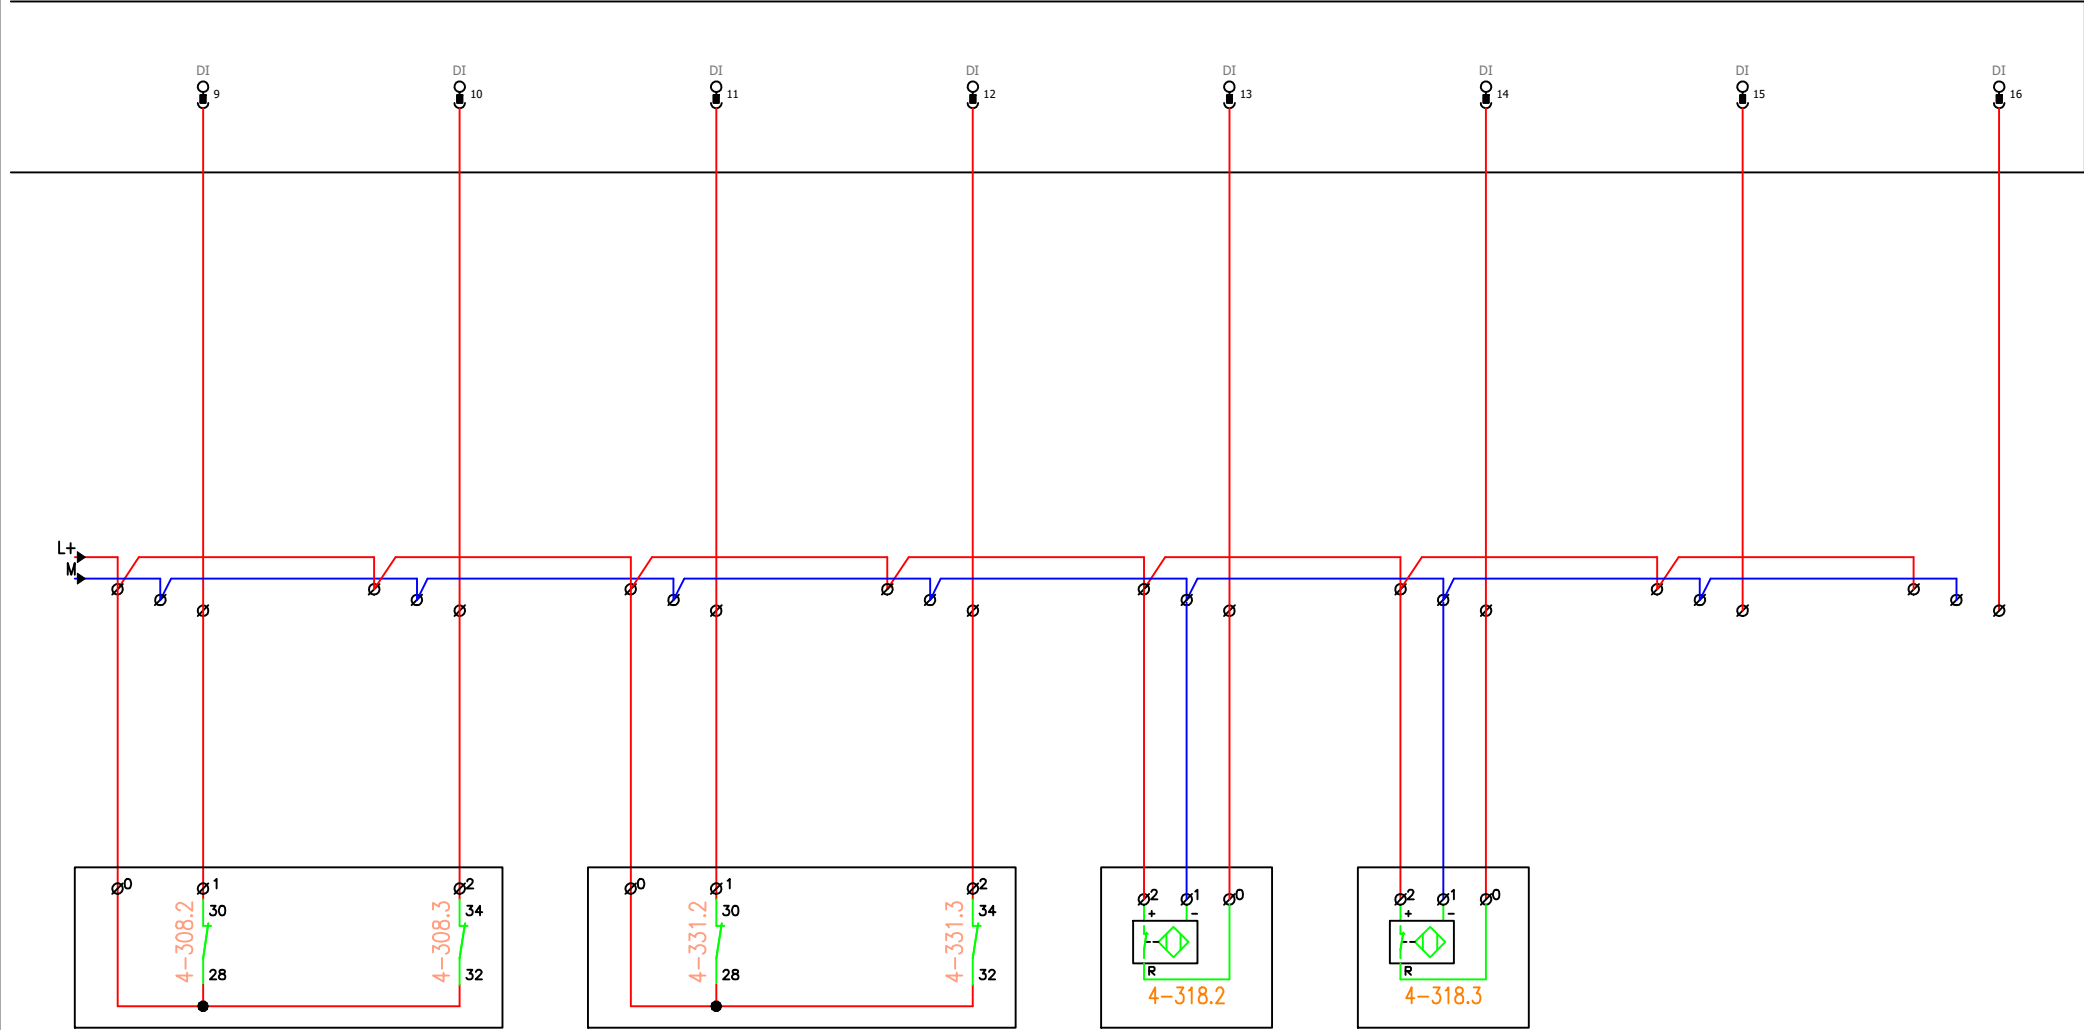 DI DI DI DI DI DI DI DI
9 10 11 12 13 14 15 16
L+
M
0 1 2 0 1 2 2 1 0 2 1 0
30 34 30 34 + - + -
4-308.2 4-308.3 4-331.2 4-331.3
28 32 28 32 R R
4-318.2 4-318.3